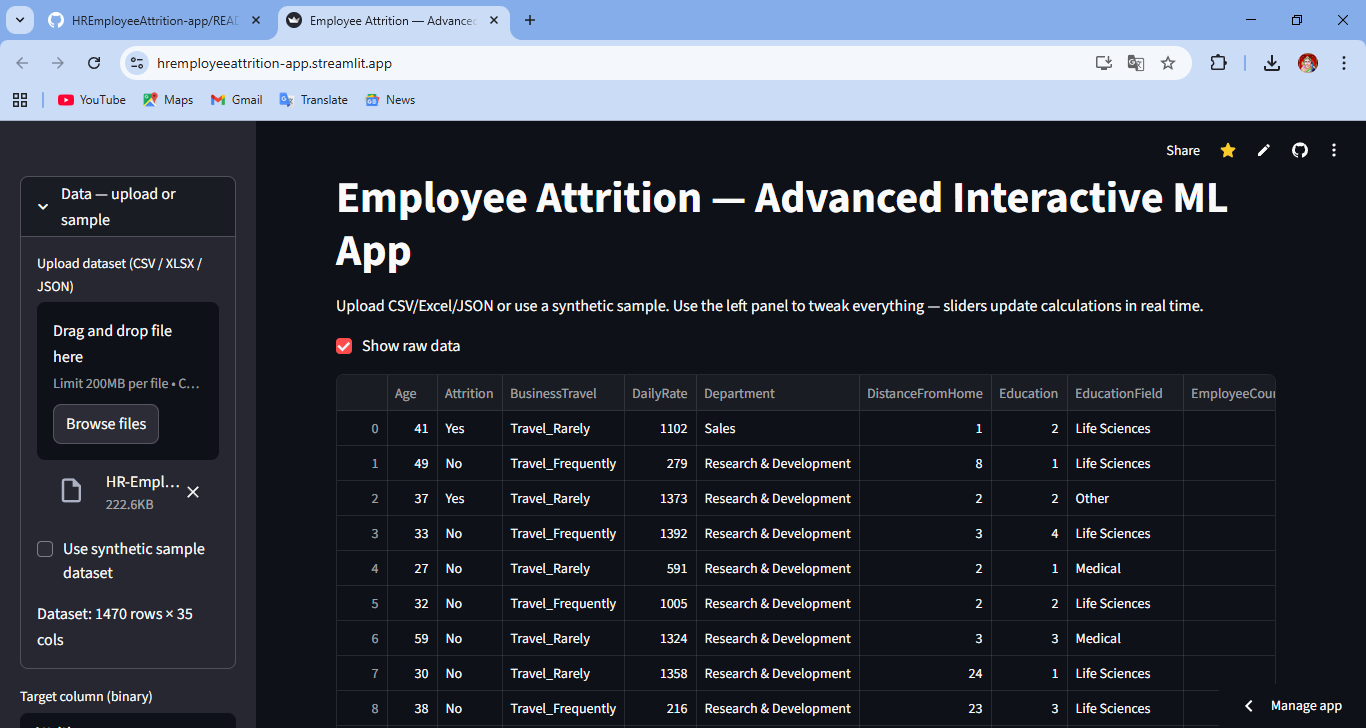 HREmployeeAttrition-app/READ
Employee Attrition — Advanced
hremployeeattrition-app.streamlit.app
YouTube Maps Gmail Translate News
Share
Data — upload or
sample
Upload dataset (CSV / XLSX /
JSON)
Drag and drop file
here
Limit 200MB per file • C…
Browse files
HR-Empl…
222.6KB
Use synthetic sample
dataset
Dataset: 1470 rows × 35
cols
Target column (binary)
Employee Attrition — Advanced Interactive ML
App
Upload CSV/Excel/JSON or use a synthetic sample. Use the left panel to tweak everything — sliders update calculations in real time.
Show raw data
Age Attrition BusinessTravel DailyRate Department DistanceFromHome Education EducationField EmployeeCou
0 41 Yes Travel_Rarely 1102 Sales 1 2 Life Sciences
1 49 No Travel_Frequently 279 Research & Development 8 1 Life Sciences
2 37 Yes Travel_Rarely 1373 Research & Development 2 2 Other
3 33 No Travel_Frequently 1392 Research & Development 3 4 Life Sciences
4 27 No Travel_Rarely 591 Research & Development 2 1 Medical
5 32 No Travel_Frequently 1005 Research & Development 2 2 Life Sciences
6 59 No Travel_Rarely 1324 Research & Development 3 3 Medical
7 30 No Travel_Rarely 1358 Research & Development 24 1 Life Sciences
8 38 No Travel_Frequently 216 Research & Development 23 3 Life Sciences
Manage app